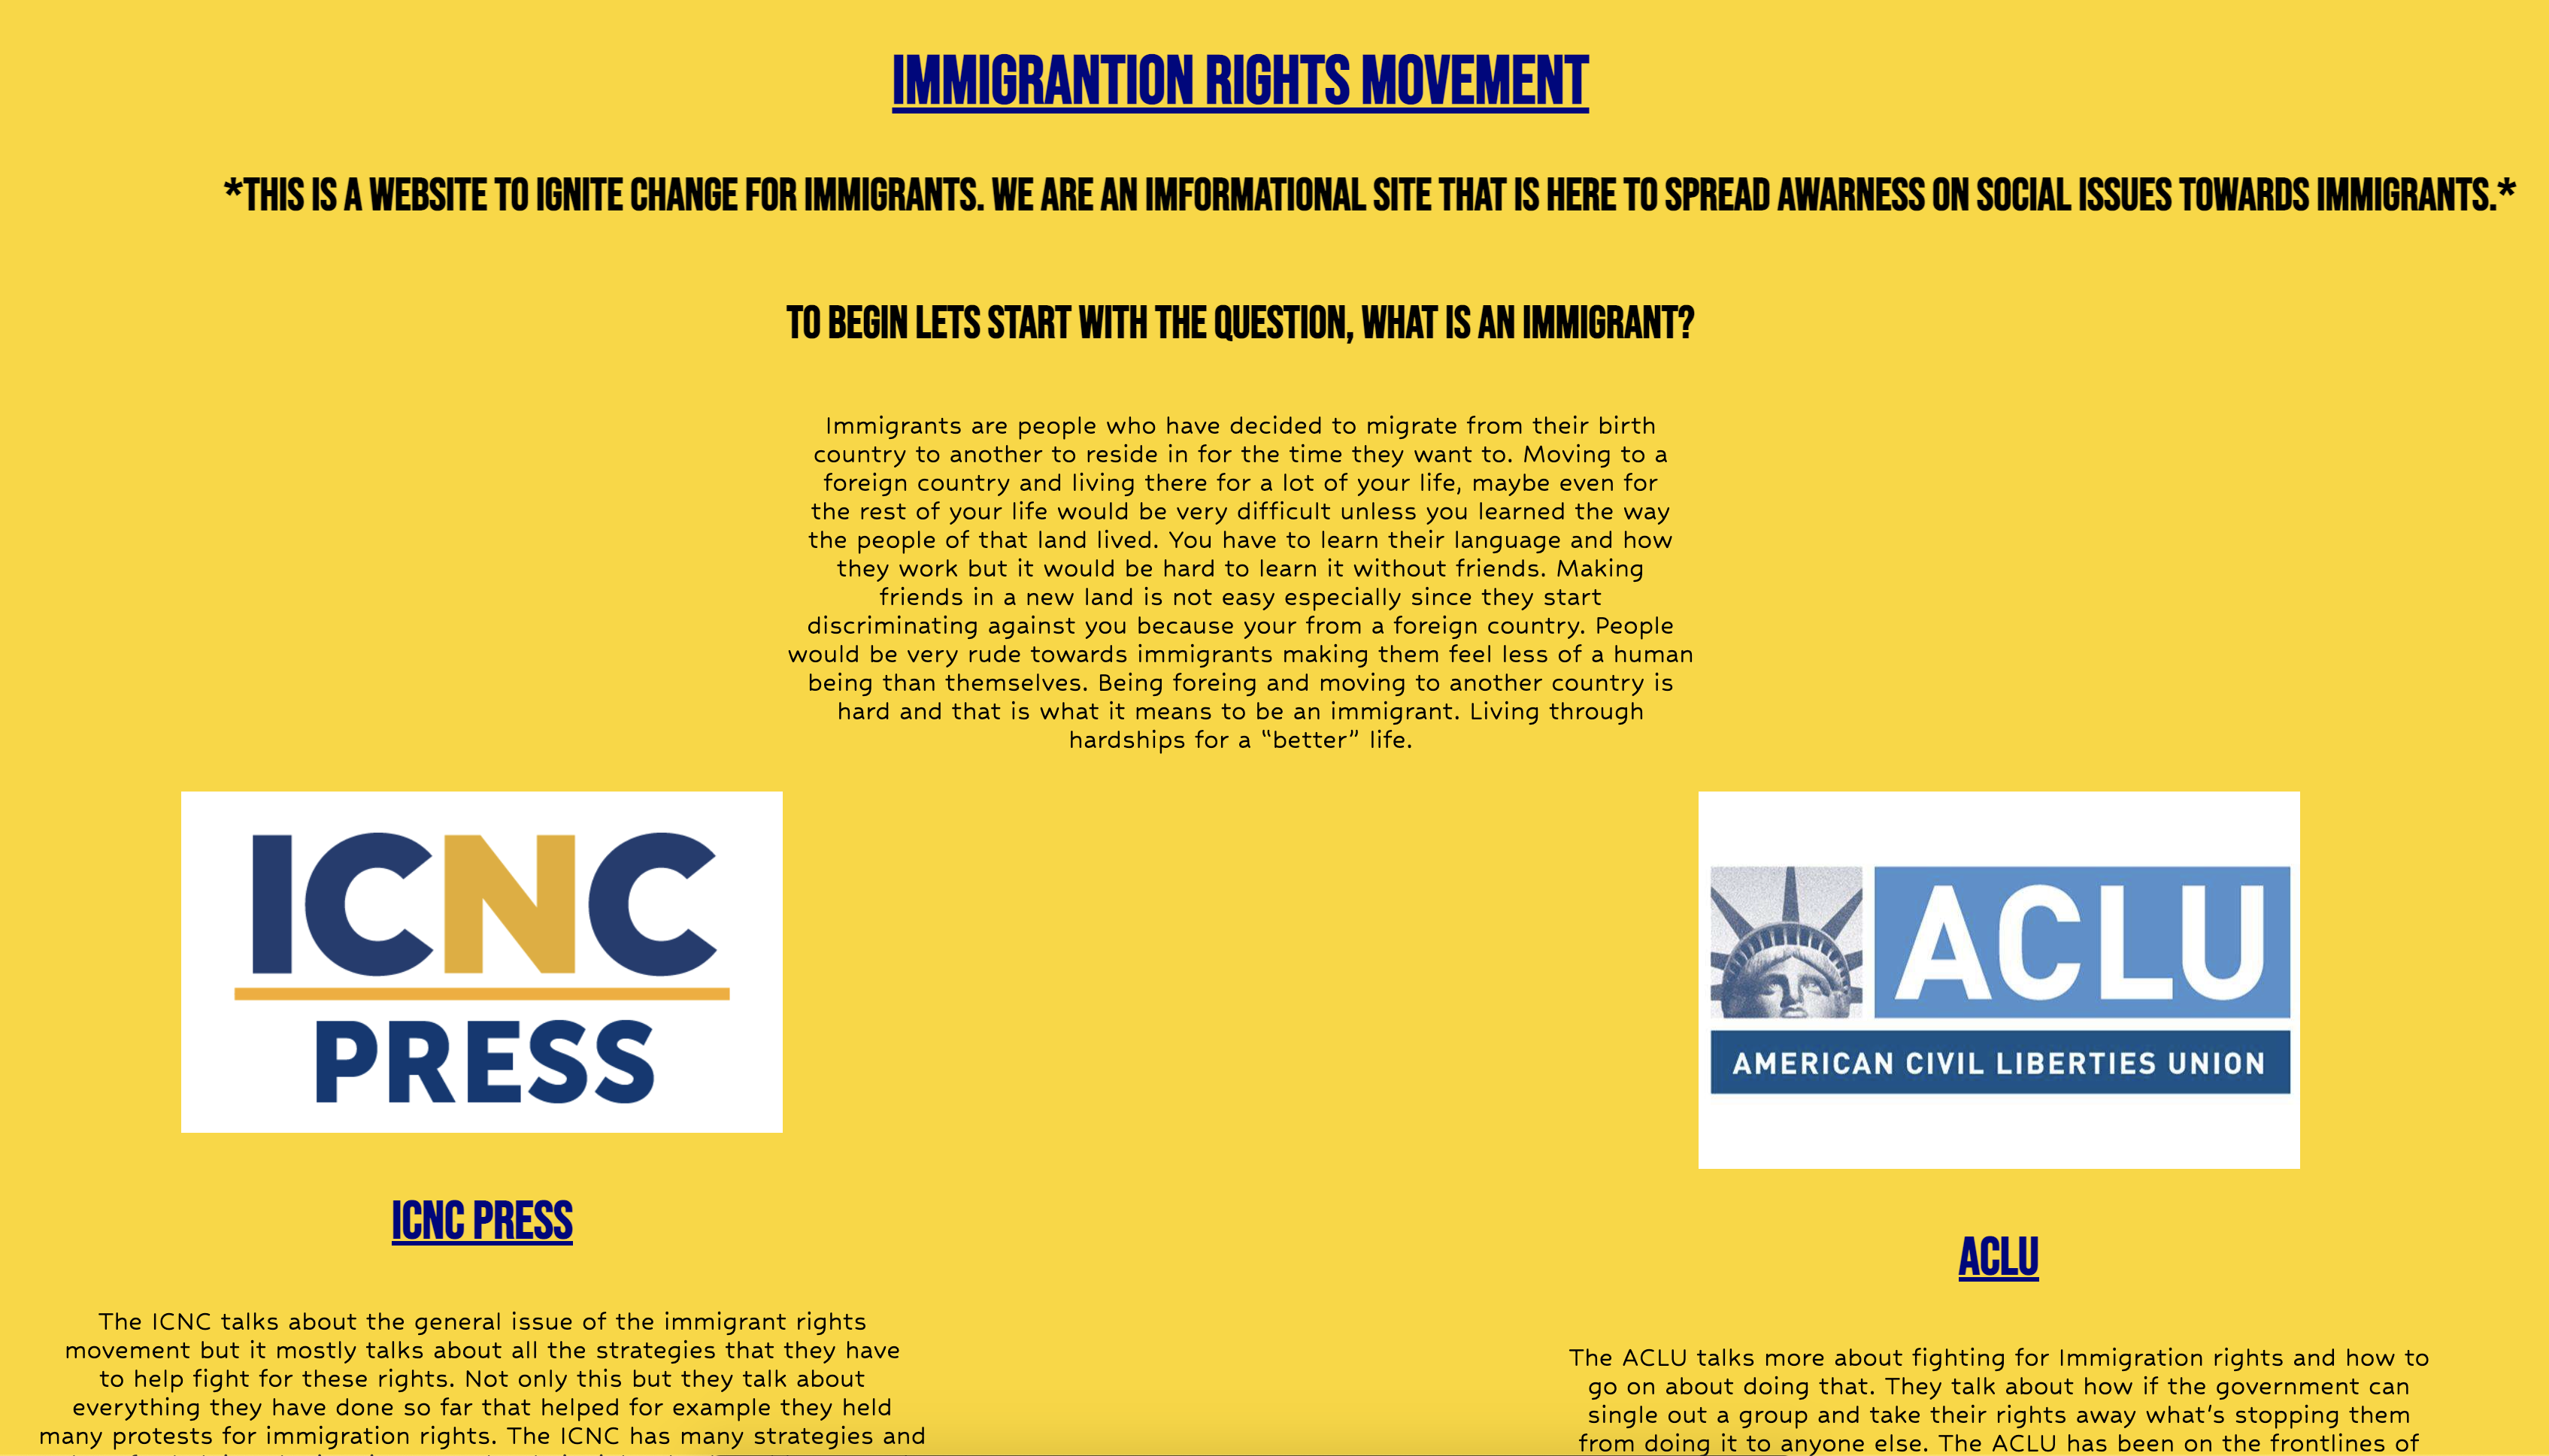 IMMIGRANTION RIGHTS MOVEMENT
*THIS IS A WEBSITE TO IGNITE CHANGE FOR IMMIGRANTS. WE ARE AN IMFORMATIONAL SITE THAT IS HERE TO SPREAD AWARNESS ON SOCIAL ISSUES TOWARDS IMMIGRANTS.*
TO BEGIN LETS START WITH THE QUESTION, WHAT IS AN IMMIGRANT?
Immigrants are people who have decided to migrate from their birth
country to another to reside in for the time they want to. Moving to a
foreign country and living there for a lot of your life, maybe even for
the rest of your life would be very difficult unless you learned the way
the people of that land lived. You have to learn their language and how
they work but it would be hard to learn it without friends. Making
friends in a new land is not easy especially since they start
discriminating against you because your from a foreign country. People
would be very rude towards immigrants making them feel less of a human
being than themselves. Being foreing and moving to another country is
hard and that is what it means to be an immigrant. Living through
hardships for a “better” life.
ICNC
PRESS
ICNC PRESS
The ICNC talks about the general issue of the immigrant rights
movement but it mostly talks about all the strategies that they have
to help fight for these rights. Not only this but they talk about
everything they have done so far that helped for example they held
many protests for immigration rights. The ICNC has many strategies and
ACLU
AMERICAN CIVIL LIBERTIES UNION
ACLU
The ACLU talks more about fighting for Immigration rights and how to
go on about doing that. They talk about how if the government can
single out a group and take their rights away what’s stopping them
from doing it to anyone else. The ACLU has been on the frontlines of